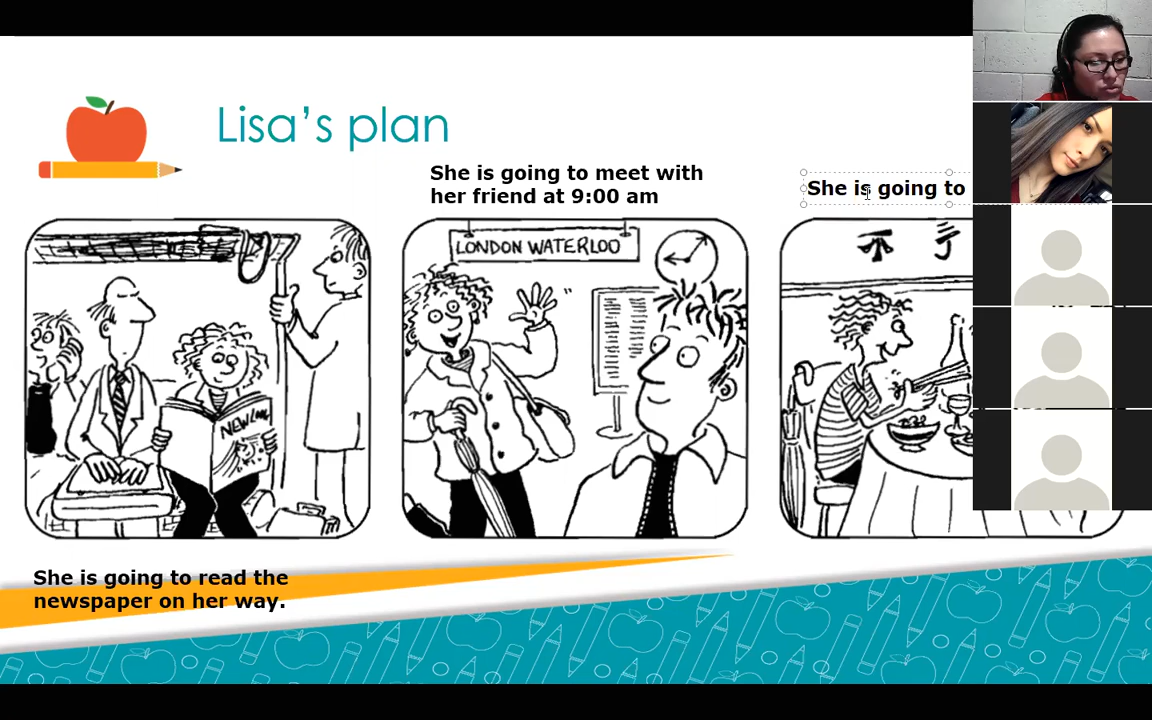 Lisa's plan
She is going to meet with
her friend at 9:00 am
She is going to
LONDON WATERLOO
She is going to read the
newspaper on her way.